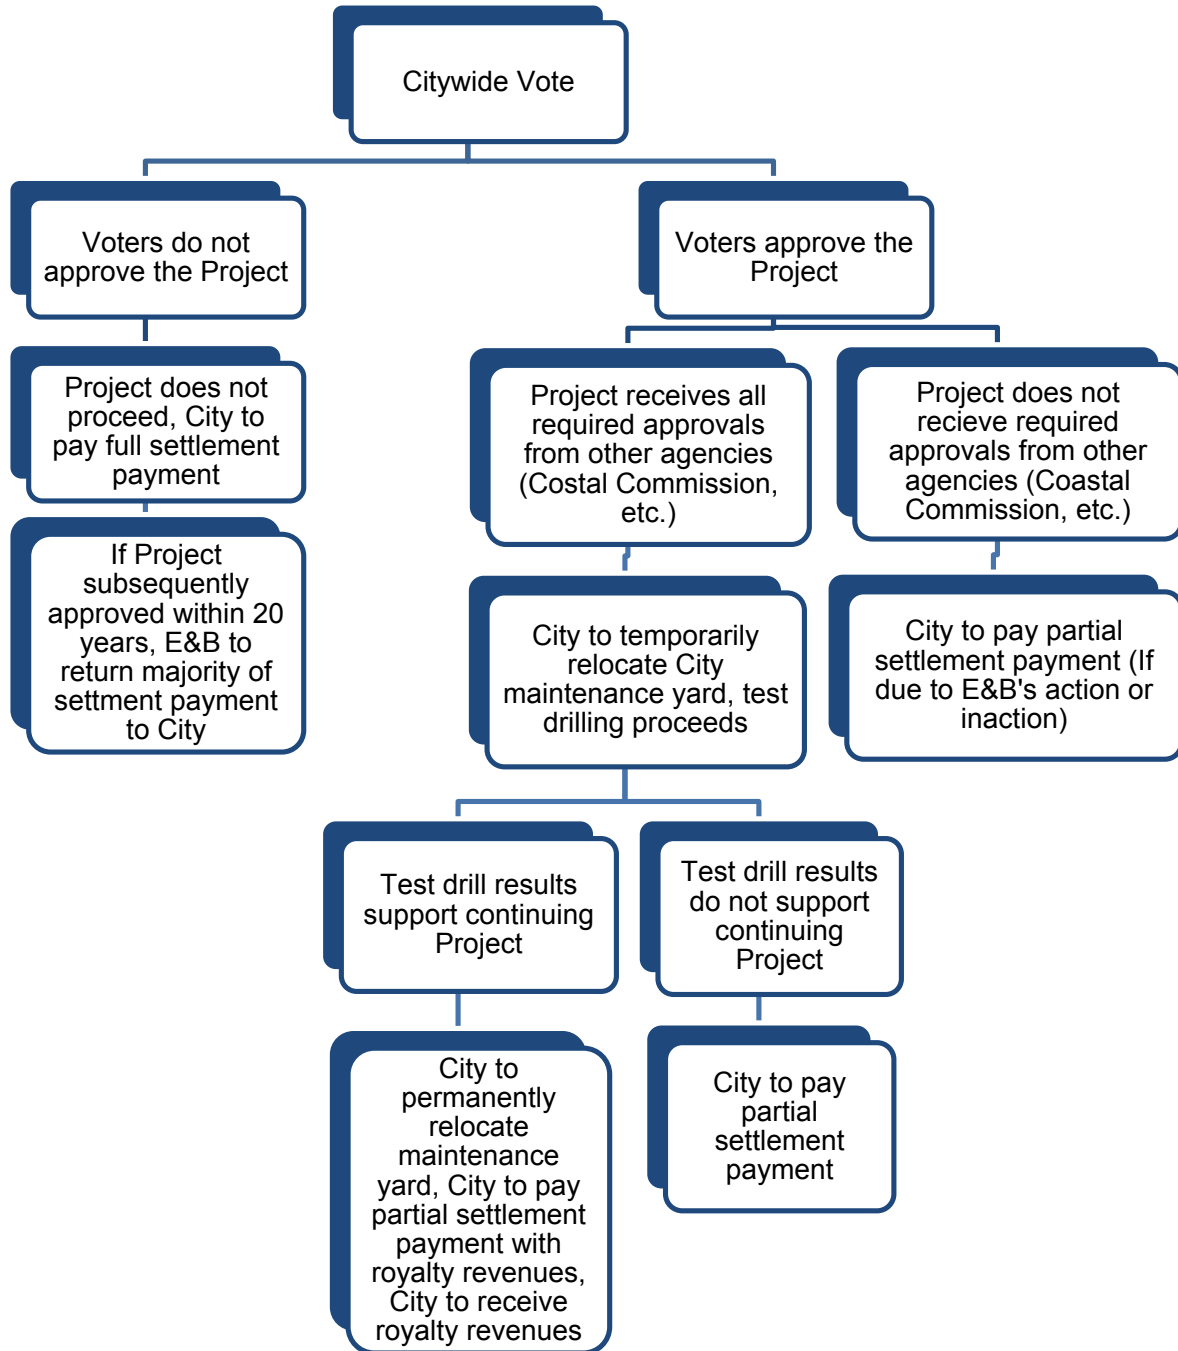 Citywide Vote
Voters do not
approve the Project
Voters approve the
Project
Project does not
proceed, City to
pay full settlement
payment
Project receives all
required approvals
from other agencies
(Costal Commission,
etc.)
Project does not
recieve required
approvals from other
agencies (Coastal
Commission, etc.)
If Project
subsequently
approved within 20
years, E&B to
return majority of
settment payment
to City
City to temporarily
relocate City
maintenance yard, test
drilling proceeds
City to pay partial
settlement payment (If
due to E&B's action or
inaction)
Test drill results
support continuing
Project
Test drill results
do not support
continuing
Project
City to
permanently
relocate
maintenance
yard, City to pay
partial settlement
payment with
royalty revenues,
City to receive
royalty revenues
City to pay
partial
settlement
payment